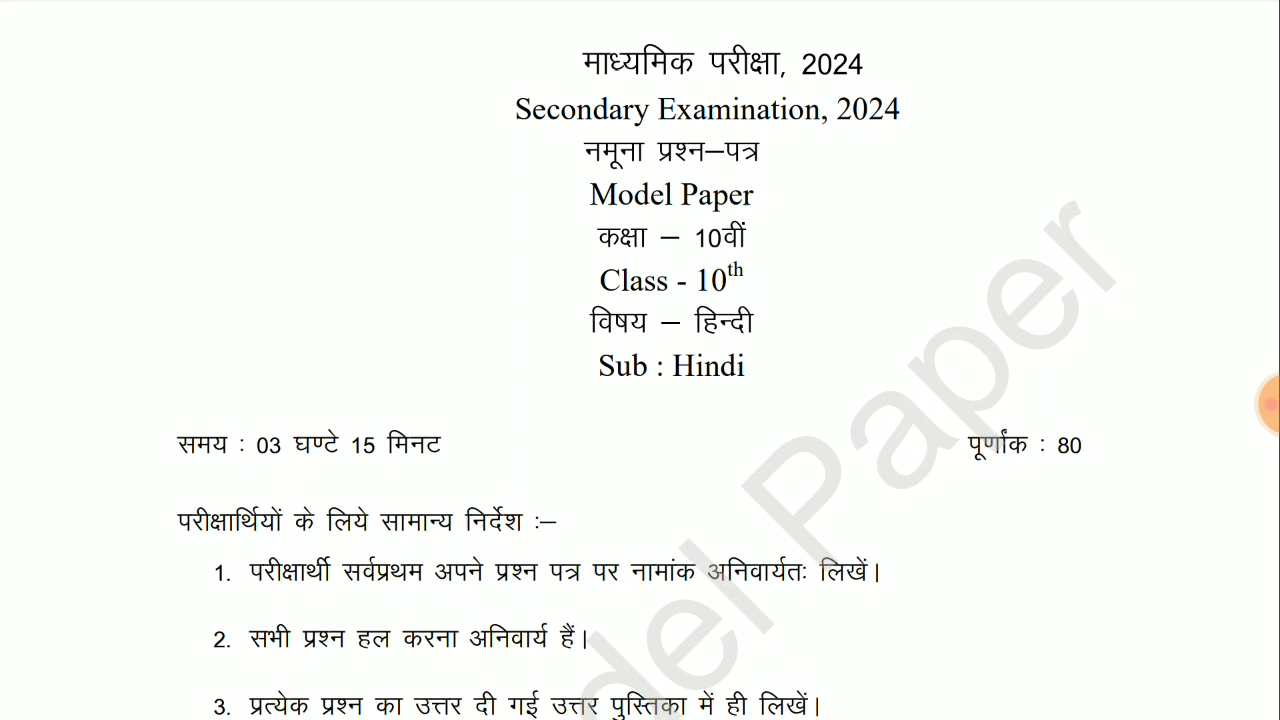 माध्यमिक परीक्षा, 2024
Secondary Examination, 2024
नमूना प्रश्न–पत्र
Model Paper
कक्षा – 10वीं
Class - 10th
विषय – हिन्दी
Sub : Hindi
समय : 03 घण्टे 15 मिनट पूर्णांक : 80
परीक्षार्थियों के लिये सामान्य निर्देश :–
1. परीक्षार्थी सर्वप्रथम अपने प्रश्न पत्र पर नामांक अनिवार्यतः लिखें।
2. सभी प्रश्न हल करना अनिवार्य हैं।
3. प्रत्येक प्रश्न का उत्तर दी गई उत्तर पुस्तिका में ही लिखें।
del Paper